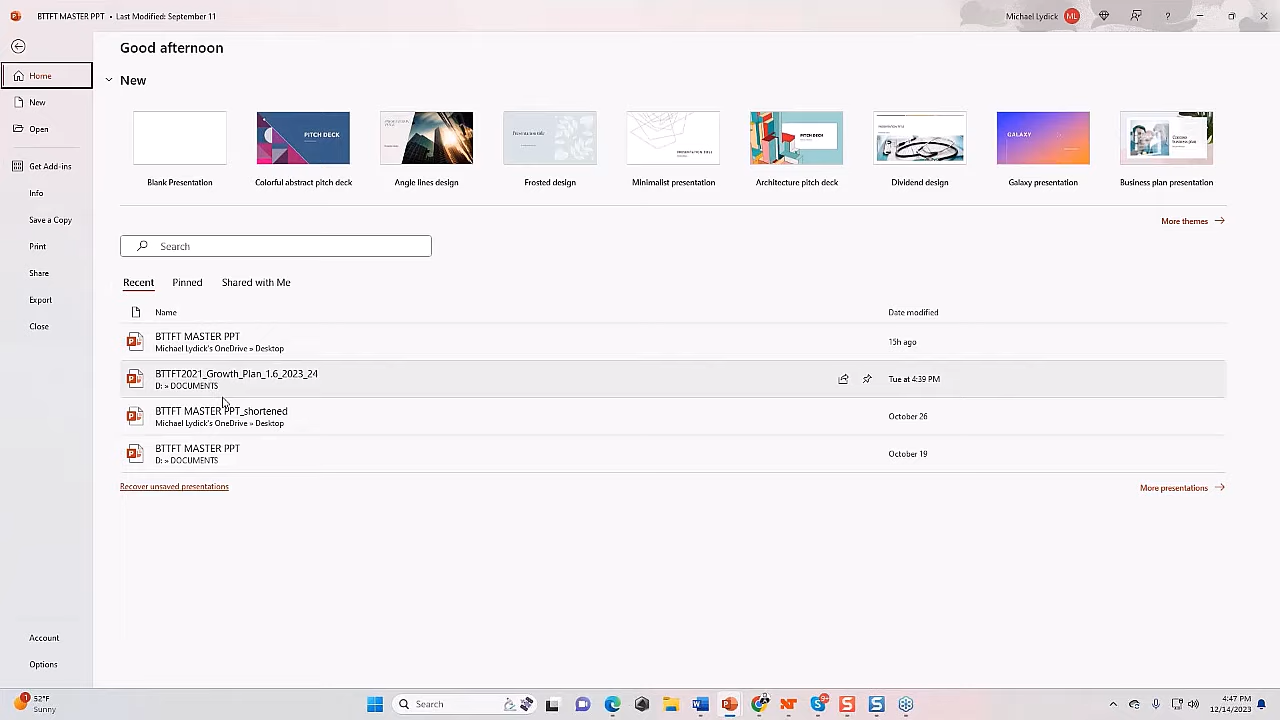 BTTFT MASTER PPT • Last Modified: September 11
Michael Lydick ML
Good afternoon
Home
New
New
Open
PITCH DECK
PITCH DECK
GALAXY
Blank Presentation
Colorful abstract pitch deck
Angle lines design
Frosted design
Minimalist presentation
Architecture pitch deck
Dividend design
Galaxy presentation
Business plan presentation
Get Add-ins
Info
Save a Copy
More themes
Print
Search
Share
Recent
Pinned
Shared with Me
Export
Name
Date modified
Close
BTTFT MASTER PPT
Michael Lydick's OneDrive » Desktop
15h ago
BTTFT2021_Growth_Plan_1.6_2023_24
D: » DOCUMENTS
Tue at 4:39 PM
BTTFT MASTER PPT_shortened
Michael Lydick's OneDrive » Desktop
October 26
BTTFT MASTER PPT
D: » DOCUMENTS
October 19
Recover unsaved presentations
More presentations
Account
Options
52°F
Sunny
Search
4:47 PM
12/14/2023